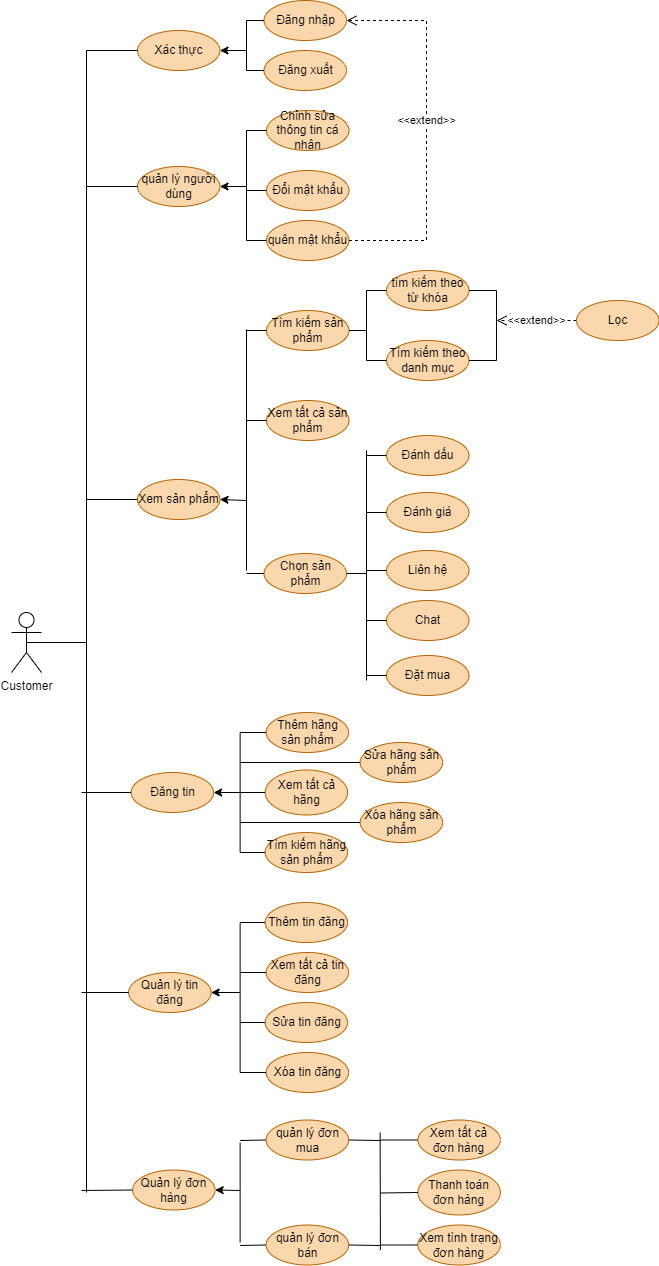 Đăng nhập
Xác thực
Đăng xuất
Chỉnh sửa
thông tin cá
nhân
<<extend>>
quản lý người
dùng
Đổi mật khẩu
quên mật khẩu
tìm kiếm theo
từ khóa
Tìm kiếm sản
phẩm
<<extend>>
Lọc
Tìm kiếm theo
danh mục
Xem tất cả sản
phẩm
Đánh dấu
Xem sản phẩm
Đánh giá
Chọn sản
phẩm
Liên hệ
Chat
Đặt mua
Customer
Thêm hãng
sản phẩm
Sửa hãng sản
phẩm
Đăng tin
Xem tất cả
hãng
Xóa hãng sản
phẩm
Tìm kiếm hãng
sản phẩm
Thêm tin đăng
Xem tất cả tin
đăng
Quản lý tin
đăng
Sửa tin đăng
Xóa tin đăng
quản lý đơn
mua
Xem tất cả
đơn hàng
Quản lý đơn
hàng
Thanh toán
đơn hàng
quản lý đơn
bán
Xem tình trạng
đơn hàng